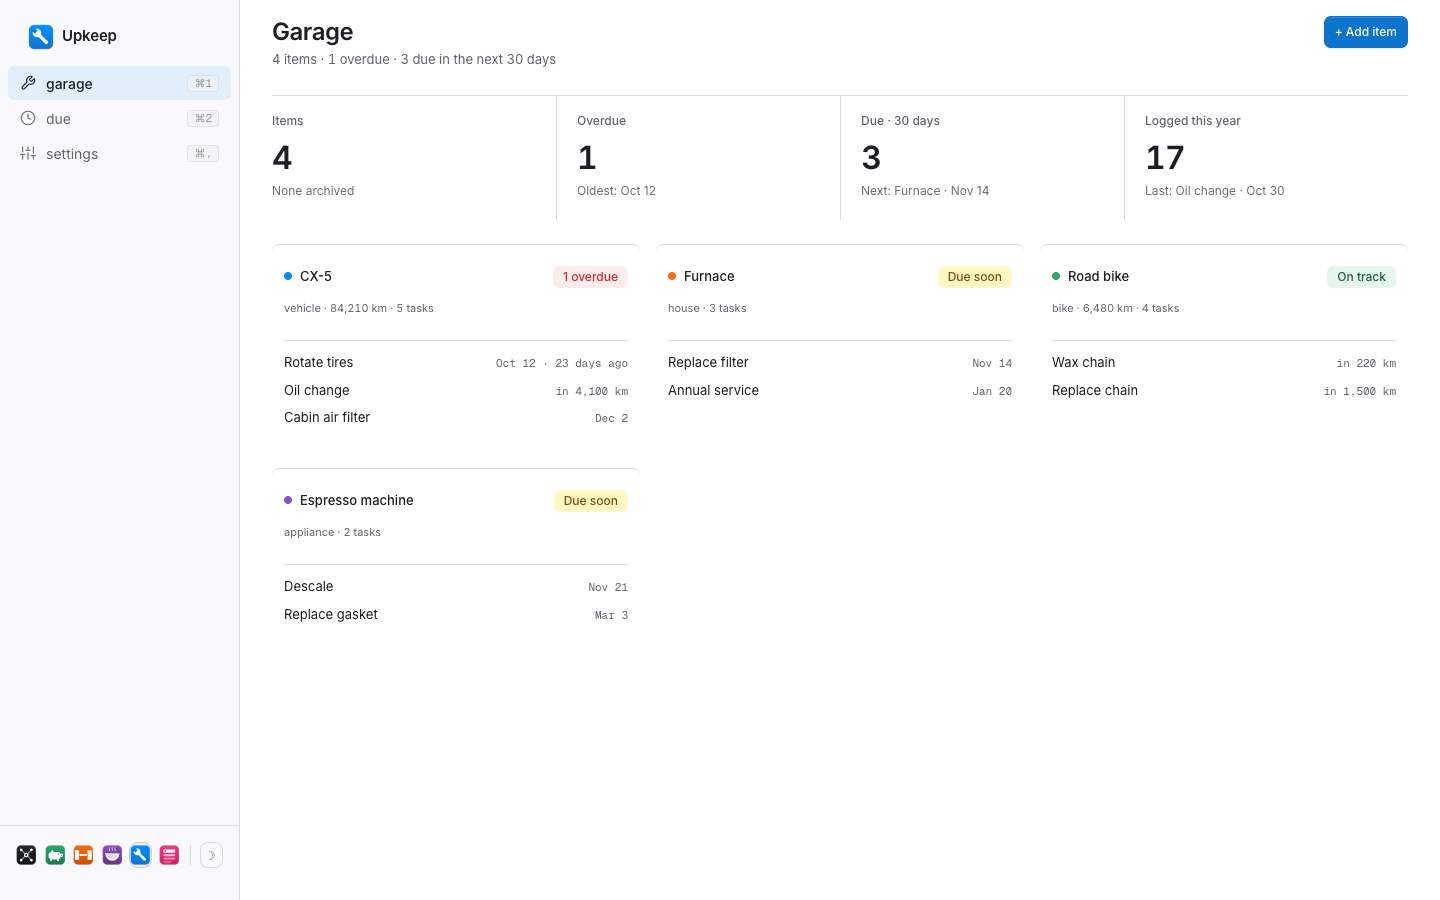 Upkeep
garage ⌘1
due ⌘2
settings ⌘,
Garage
4 items · 1 overdue · 3 due in the next 30 days
+ Add item
Items
4
None archived
Overdue
1
Oldest: Oct 12
Due · 30 days
3
Next: Furnace · Nov 14
Logged this year
17
Last: Oil change · Oct 30
CX-5 1 overdue
vehicle · 84,210 km · 5 tasks
Rotate tires Oct 12 · 23 days ago
Oil change in 4,100 km
Cabin air filter Dec 2
Furnace Due soon
house · 3 tasks
Replace filter Nov 14
Annual service Jan 20
Road bike On track
bike · 6,480 km · 4 tasks
Wax chain in 220 km
Replace chain in 1,500 km
Espresso machine Due soon
appliance · 2 tasks
Descale Nov 21
Replace gasket Mar 3